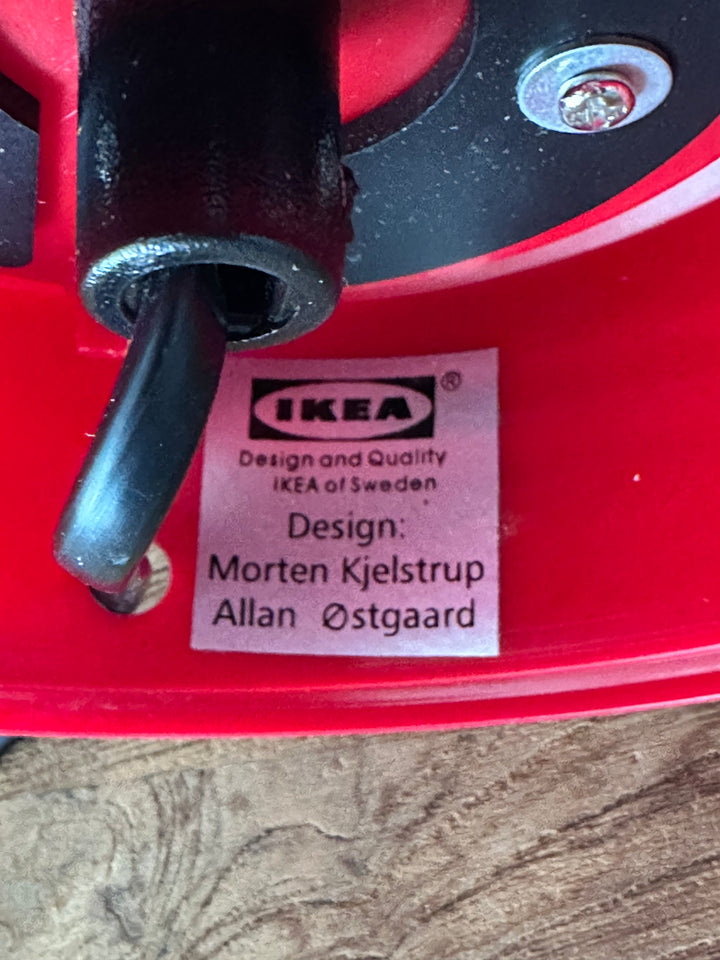 IKEA®
Design and Quality
IKEA of Sweden
Design:
Morten Kjelstrup
Allan Østgaard